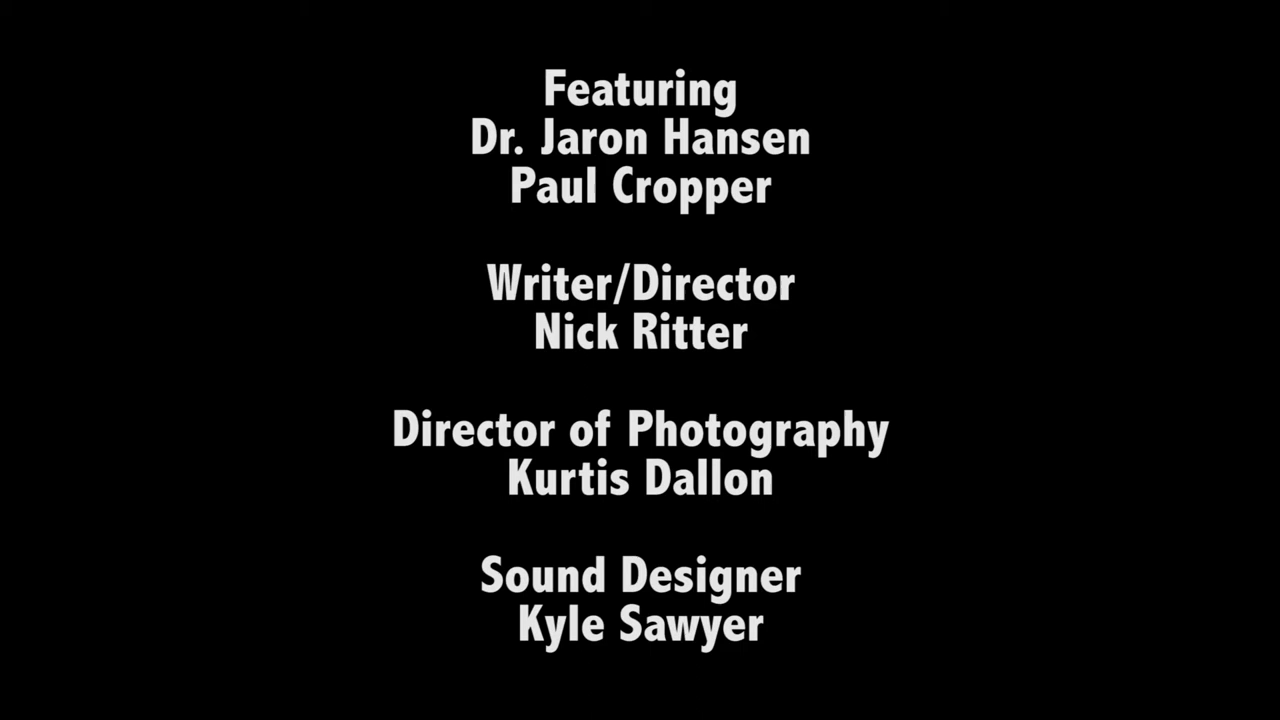 Featuring
Dr. Jaron Hansen
Paul Cropper
Writer/Director
Nick Ritter
Director of Photography
Kurtis Dallon
Sound Designer
Kyle Sawyer